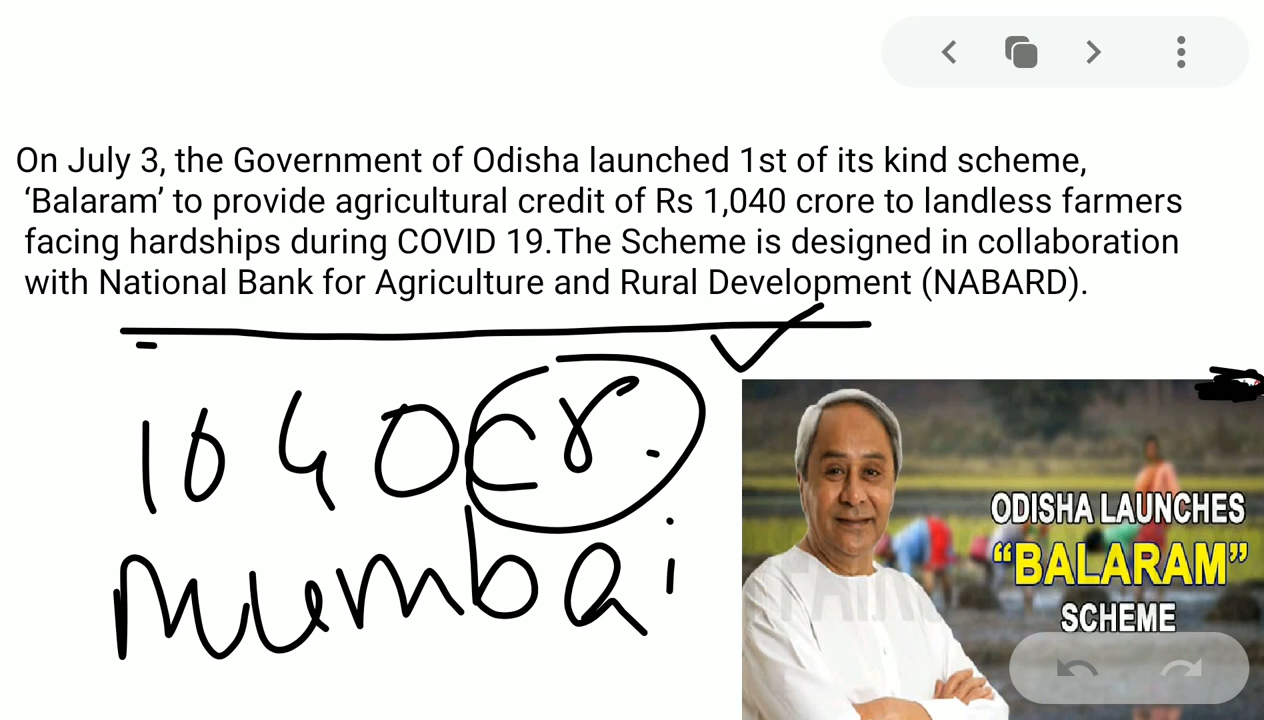 On July 3, the Government of Odisha launched 1st of its kind scheme,
‘Balaram’ to provide agricultural credit of Rs 1,040 crore to landless farmers
facing hardships during COVID 19.The Scheme is designed in collaboration
with National Bank for Agriculture and Rural Development (NABARD).
1040 cr.
mumbai
ODISHA LAUNCHES
“BALARAM”
SCHEME